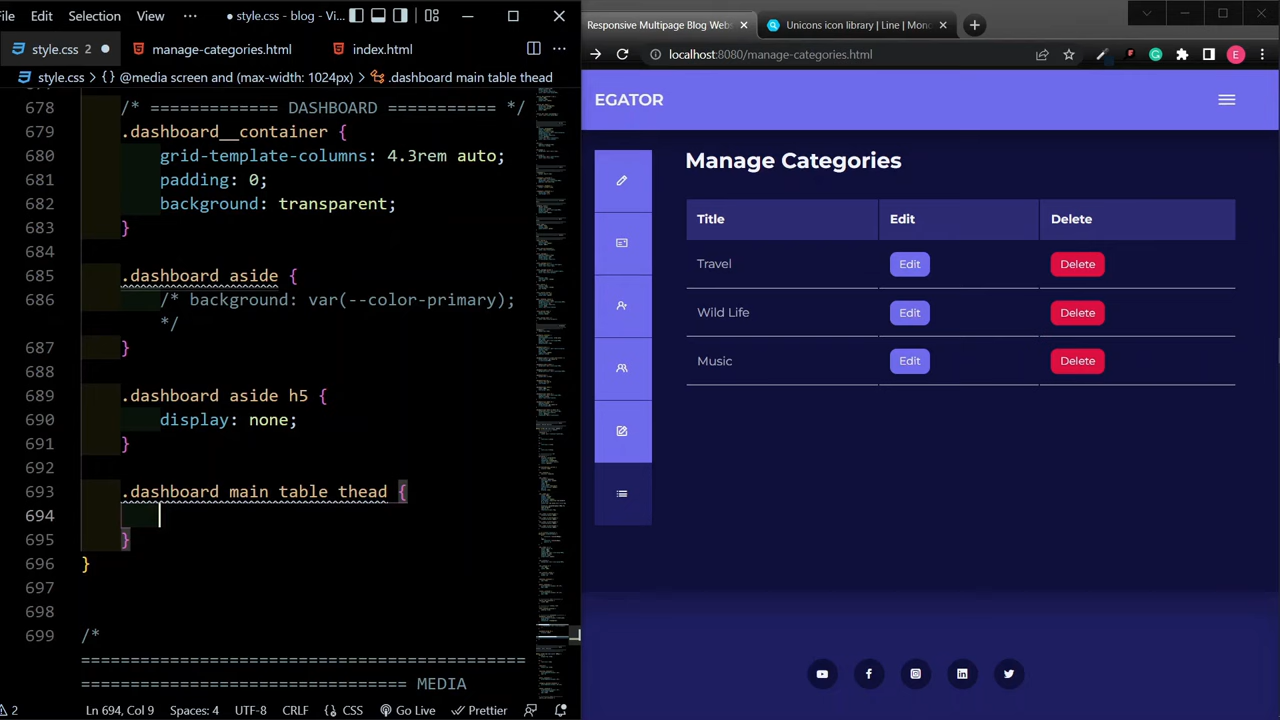 File Edit Selection View ··· ● style.css - blog - Vi...
style.css 2 ● manage-categories.html index.html ···
style.css > {} @media screen and (max-width: 1024px) > .dashboard main table thead
678 /* ============== DASHBOARD =========== */
679 .dashboard__container {
680 grid-template-columns: 4.3rem auto;
681 padding: 0;
682 background: transparent;
683 }
684
685 .dashboard aside {
686 /* background: var(--color-primary);
*/
687 }
688
689 .dashboard aside h5 {
690 display: none;
691 }
692
693 .dashboard main table thead {
694
695 }
696 }
697
698
699 /*
=====================================
=========================== MEDIA
Ln 694, Col 9 Spaces: 4 UTF-8 CRLF {} CSS Go Live Prettier
Responsive Multipage Blog Webs Unicons icon library | Line | Mono
localhost:8080/manage-categories.html E
EGATOR
Manage Categories
Title Edit Delete
Travel Edit Delete
Wild Life Edit Delete
Music Edit Delete